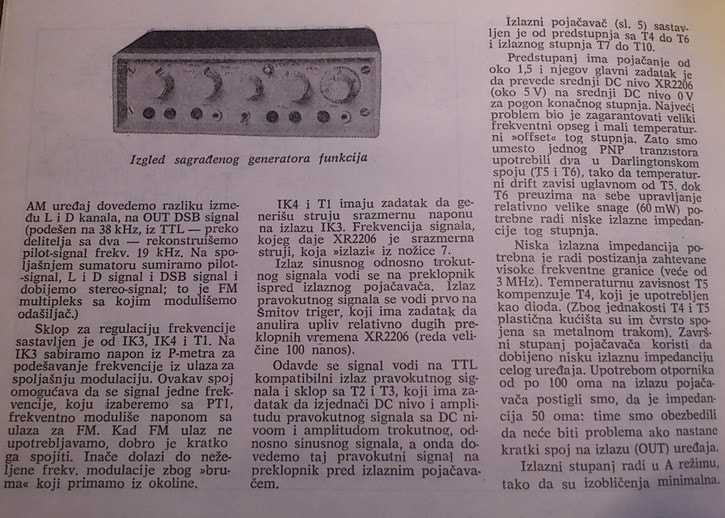 Izgled sagrađenog generatora funkcija
AM uređaj dovedemo razliku izme-
đu L i D kanala, na OUT DSB signal
(podešen na 38 kHz, iz TTL — preko
delitelja sa dva — rekonstruišemo
pilot-signal frekv. 19 kHz. Na spo-
ljašnjem sumatoru sumiramo pilot-
-signal, L i D signal i DSB signal i
dobijemo stereo-signal; to je FM
multipleks sa kojim modulišemo
odašiljač.)
Sklop za regulaciju frekvencije
sastavljen je od IK3, IK4 i T1. Na
IK3 sabiramo napon iz P-metra za
podešavanje frekvencije iz ulaza za
spoljašnju modulaciju. Ovakav spoj
omogućava da se signal jedne frek-
vencije, koju izaberemo sa PT1,
frekventno moduliše naponom sa
ulaza za FM. Kad FM ulaz ne
upotrebljavamo, dobro je kratko
ga spojiti. Inače dolazi do neže-
ljene frekv. modulacije zbog »bru-
ma« koji primamo iz okoline.
IK4 i T1 imaju zadatak da ge-
nerišu struju srazmernu naponu
na izlazu IK3. Frekvencija signala,
kojeg daje XR2206 je srazmerna
struji, koja »izlazi« iz nožice 7.
Izlaz sinusnog odnosno trokut-
nog signala vodi se na preklopnik
ispred izlaznog pojačavača. Izlaz
pravokutnog signala se vodi prvo na
Šmitov triger, koji ima zadatak da
anulira upliv relativno dugih pre-
klopnih vremena XR2206 (reda veli-
čine 100 nanos).
Odavde se signal vodi na TTL
kompatibilni izlaz pravokutnog sig-
nala i sklop sa T2 i T3, koji ima za-
datak da izjednači DC nivo i ampli-
tudu pravokutnog signala sa DC ni-
voom i amplitudom trokutnog, od-
nosno sinusnog signala, a onda do-
vedemo taj pravokutni signal na
preklopnik pred izlaznim pojačava-
čem.
Izlazni pojačavač (sl. 5) sastav-
ljen je od predstupnja sa T4 do T6
i izlaznog stupnja T7 do T10.
Predstupanj ima pojačanje od
oko 1,5 i njegov glavni zadatak je
da prevede srednji DC nivo XR2206
(oko 5 V) na srednji DC nivo 0 V
za pogon konačnog stupnja. Najveći
problem bio je zagarantovati veliki
frekventni opseg i mali temperatur-
ni »offset« tog stupnja. Zato smo
umesto jednog PNP tranzistora
upotrebili dva u Darlingtonskom
spoju (T5 i T6), tako da temperatur-
ni drift zavisi uglavnom od T5, dok
T6 preuzima na sebe upravljanje
relativno velike snage (60 mW) po-
trebne radi niske izlazne impedan-
cije tog stupnja.
Niska izlazna impedancija po-
trebna je radi postizanja zahtevane
visoke frekventne granice (veće od
3 MHz). Temperaturnu zavisnost T5
kompenzuje T4, koji je upotrebljen
kao dioda. (Zbog jednakosti T4 i T5
plastična kućišta su im čvrsto spo-
jena sa metalnom trakom). Završ-
ni stupanj pojačavača koristi da
dobijemo nisku izlaznu impedanciju
celog uređaja. Upotrebom otpornika
od po 100 oma na izlazu pojača-
vača postigli smo, da je impedan-
cija 50 oma: time smo obezbedili
da neće biti problema ako nastane
kratki spoj na izlazu (OUT) uređaja.
Izlazni stupanj radi u A režimu,
tako da su izobličenja minimalna.